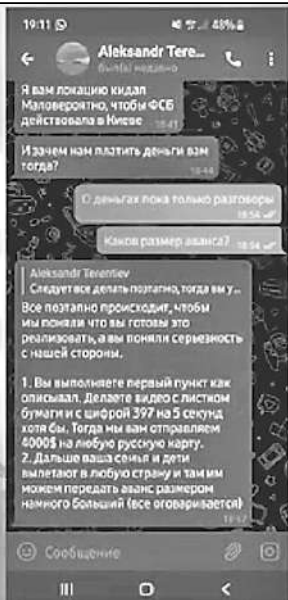 19:11
48%
Aleksandr Tere...
был(а) недавно
Я вам локацию кидал
Маловероятно, чтобы ФСБ
действовала в Киеве
18:41
И зачем нам платить деньги вам
тогда?
18:44
О деньгах пока только разговоры
18:54
Каков размер аванса?
18:54
Aleksandr Terentiev
Следует все делать поэтапно, тогда вы у...
Все поэтапно происходит, чтобы
мы поняли что вы готовы это
реализовать, а вы поняли серьезность
с нашей стороны.
1. Вы выполняете первый пункт как
описывал. Делаете видео с листком
бумаги и с цифрой 397 на 5 секунд
хотя бы. Тогда мы вам отправляем
4000$ на любую русскую карту.
2. Дальше ваша семья и дети
вылетают в любую страну и там им
можем передать аванс размером
намного больший (все оговаривается)
18:57
Сообщение